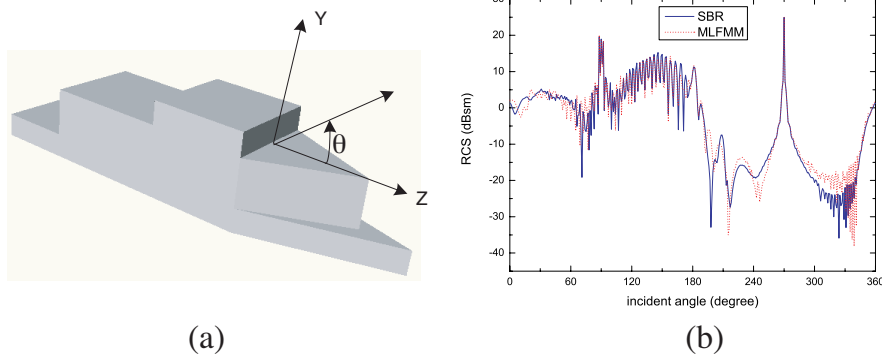 Y
θ
Z
(a)
SBR
MLFMM
20
10
0
-10
-20
-30
-40
RCS (dBsm)
0 60 120 180 240 300 360
incident angle (degree)
(b)